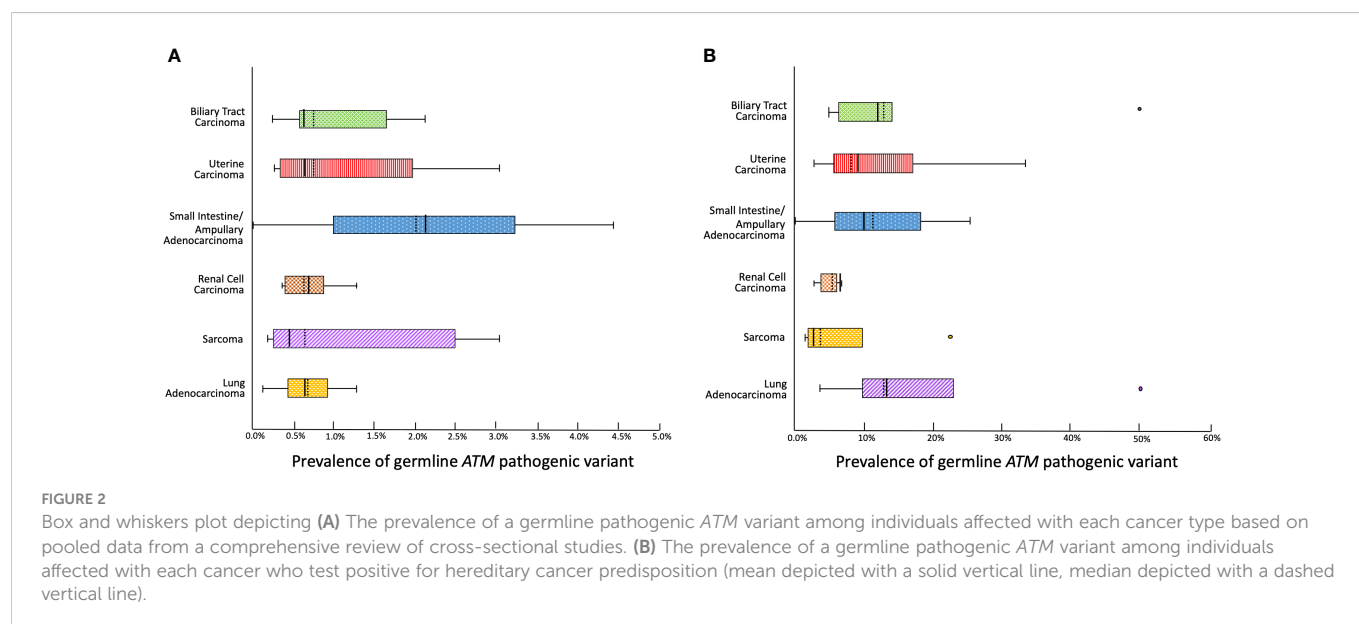 A
Biliary Tract
Carcinoma
Uterine
Carcinoma
Small Intestine/
Ampullary
Adenocarcinoma
Renal Cell
Carcinoma
Sarcoma
Lung
Adenocarcinoma
0.0% 0.5% 1.0% 1.5% 2.0% 2.5% 3.0% 3.5% 4.0% 4.5% 5.0%
Prevalence of germline ATM pathogenic variant
B
Biliary Tract
Carcinoma
Uterine
Carcinoma
Small Intestine/
Ampullary
Adenocarcinoma
Renal Cell
Carcinoma
Sarcoma
Lung
Adenocarcinoma
0.0% 10% 20% 30% 40% 50% 60%
Prevalence of germline ATM pathogenic variant
FIGURE 2
Box and whiskers plot depicting (A) The prevalence of a germline pathogenic ATM variant among individuals affected with each cancer type based on
pooled data from a comprehensive review of cross-sectional studies. (B) The prevalence of a germline pathogenic ATM variant among individuals
affected with each cancer who test positive for hereditary cancer predisposition (mean depicted with a solid vertical line, median depicted with a dashed
vertical line).